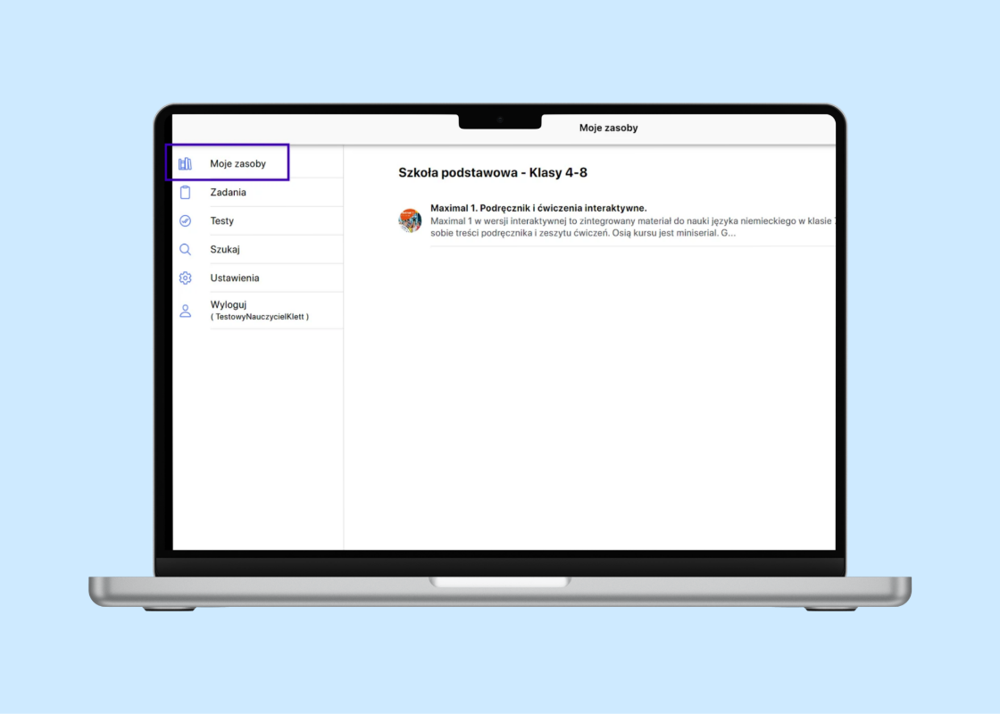 Moje zasoby
Moje zasoby
Zadania
Testy
Szukaj
Ustawienia
Wyloguj
( TestowyNauczycielKlett )
Szkoła podstawowa - Klasy 4-8
Maximal 1. Podręcznik i ćwiczenia interaktywne.
Maximal 1 w wersji interaktywnej to zintegrowany materiał do nauki języka niemieckiego w klasie
sobie treści podręcznika i zeszytu ćwiczeń. Osią kursu jest miniserial. G...